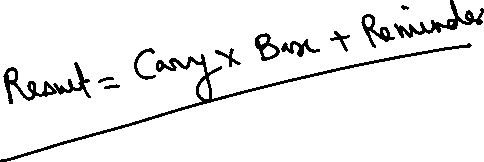 Result = Carry x Base + Reminder